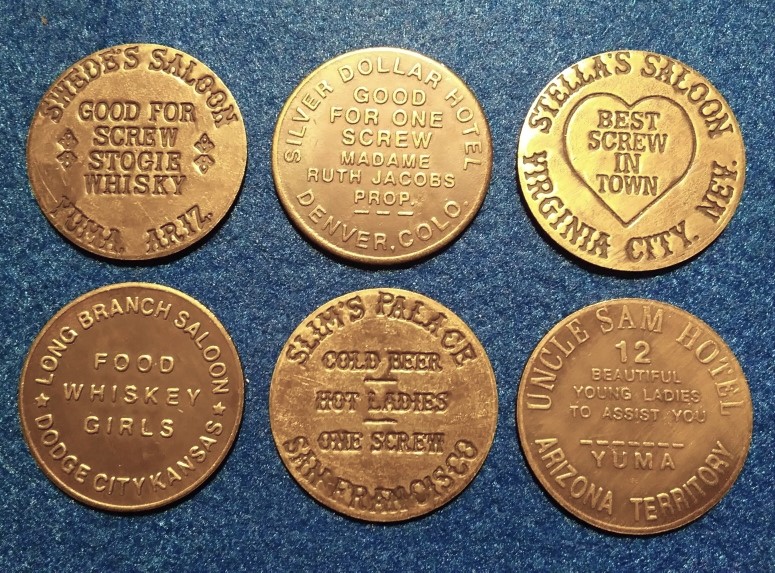 SWEDE'S SALOON
GOOD FOR
SCREW
STOGIE
WHISKY
YUMA, ARIZ.
SILVER DOLLAR HOTEL
GOOD
FOR ONE
SCREW
MADAME
RUTH JACOBS
PROP.
DENVER, COLO.
STELLA'S SALOON
BEST
SCREW
IN
TOWN
VIRGINIA CITY, NEV.
LONG BRANCH SALOON
FOOD
WHISKEY
GIRLS
DODGE CITY KANSAS
SLIM'S PALACE
COLD BEER
HOT LADIES
ONE SCREW
SAN FRANCISCO
UNCLE SAM HOTEL
12
BEAUTIFUL
YOUNG LADIES
TO ASSIST YOU
YUMA
ARIZONA TERRITORY